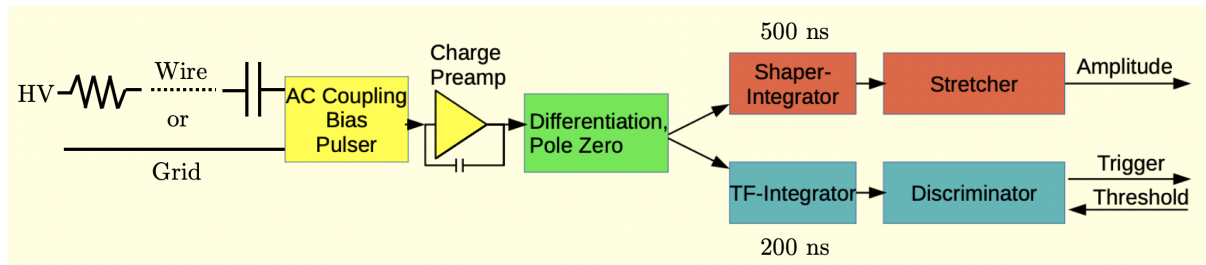 HV
Wire
or
Grid
AC Coupling
Bias
Pulser
Charge
Preamp
Differentiation,
Pole Zero
500 ns
Shaper-
Integrator
Stretcher
Amplitude
TF-Integrator
200 ns
Discriminator
Trigger
Threshold